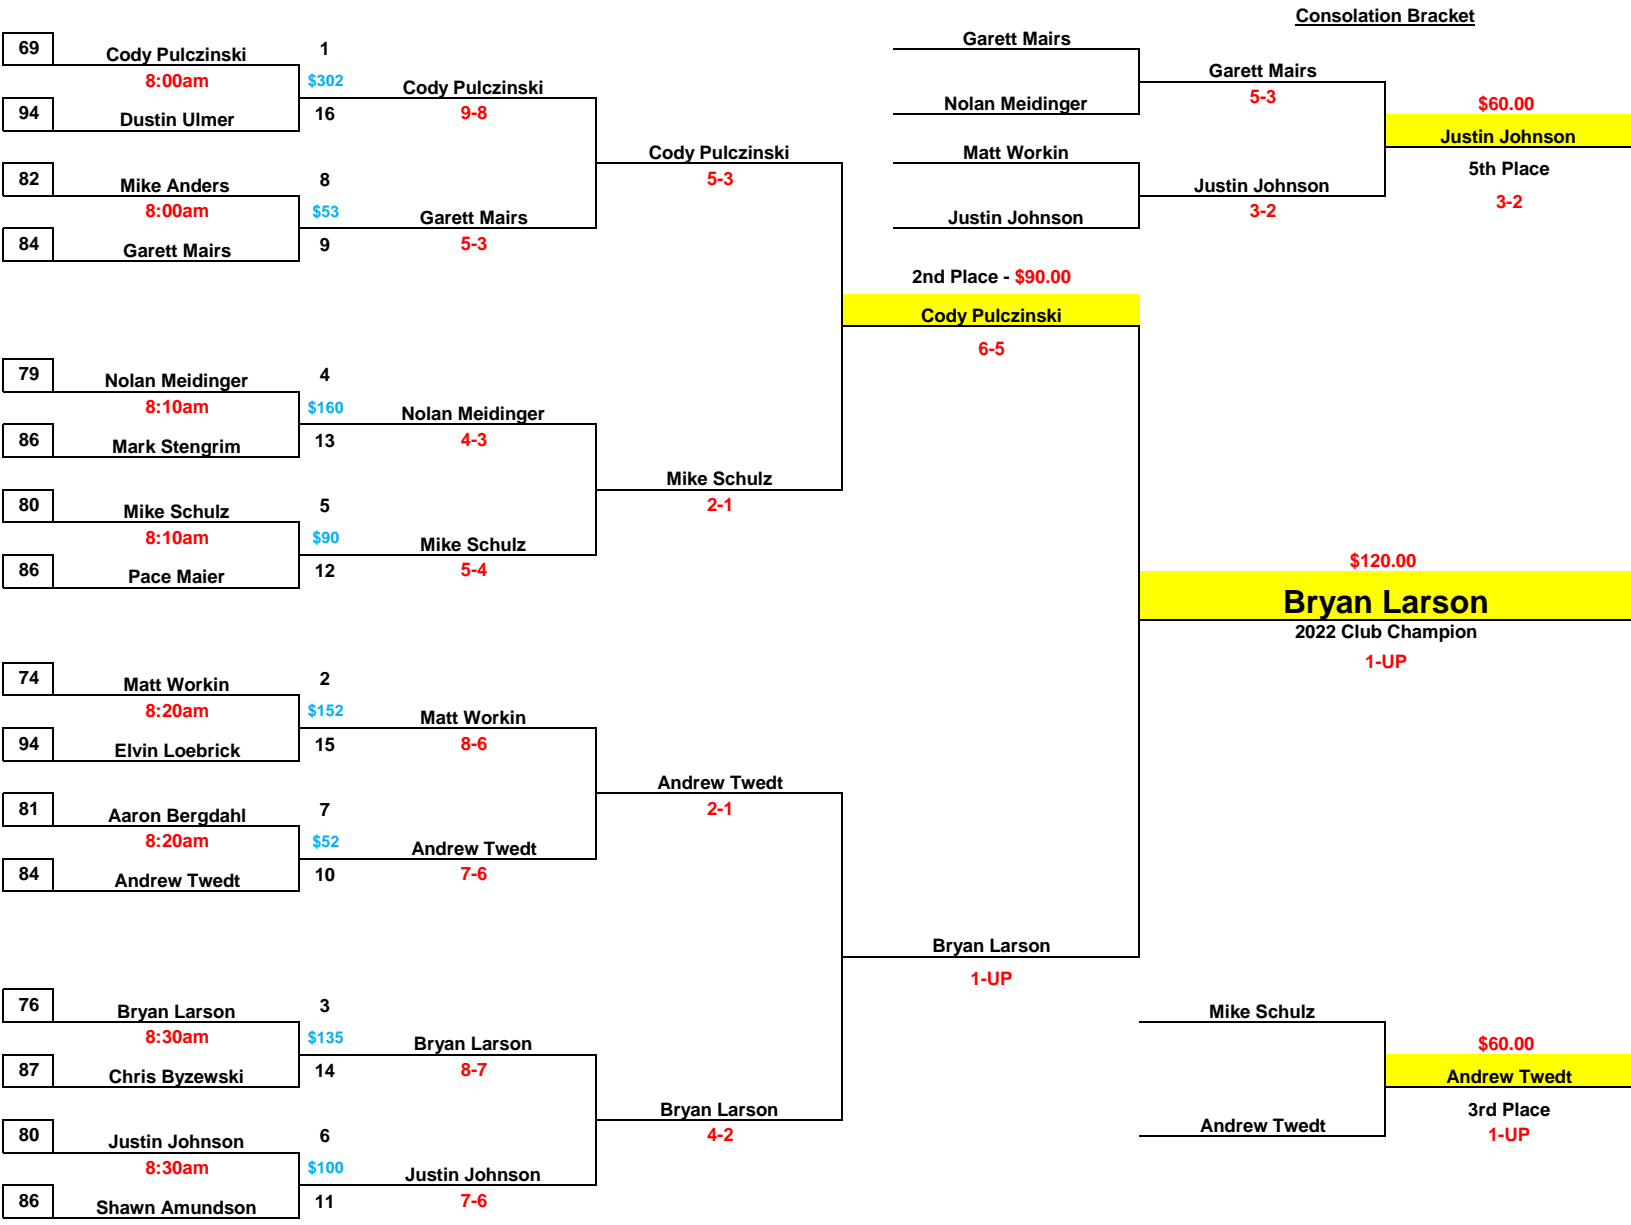 Consolation Bracket
69
Cody Pulczinski
1
8:00am
$302
94
Dustin Ulmer
16
82
Mike Anders
8
8:00am
$53
84
Garett Mairs
9
79
Nolan Meidinger
4
8:10am
$160
86
Mark Stengrim
13
80
Mike Schulz
5
8:10am
$90
86
Pace Maier
12
74
Matt Workin
2
8:20am
$152
94
Elvin Loebrick
15
81
Aaron Bergdahl
7
8:20am
$52
84
Andrew Twedt
10
76
Bryan Larson
3
8:30am
$135
87
Chris Byzewski
14
80
Justin Johnson
6
8:30am
$100
86
Shawn Amundson
11
Cody Pulczinski
9-8
Garett Mairs
5-3
Nolan Meidinger
4-3
Mike Schulz
5-4
Matt Workin
8-6
Andrew Twedt
7-6
Bryan Larson
8-7
Justin Johnson
7-6
Cody Pulczinski
5-3
Mike Schulz
2-1
Andrew Twedt
2-1
Bryan Larson
4-2
2nd Place - $90.00
Cody Pulczinski
6-5
Bryan Larson
1-UP
$120.00
Bryan Larson
2022 Club Champion
1-UP
Garett Mairs
Nolan Meidinger
Matt Workin
Justin Johnson
Garett Mairs
5-3
Justin Johnson
3-2
$60.00
Justin Johnson
5th Place
3-2
Mike Schulz
Andrew Twedt
$60.00
Andrew Twedt
3rd Place
1-UP